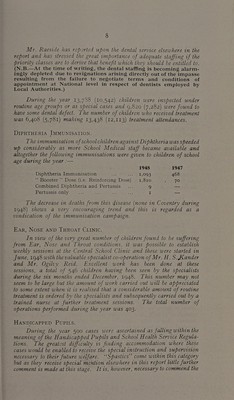 8
Mr. Buesnle has reported upon the dental service elsewhere in the
report and has stressed the great importance of adequate staffing if the
priority classes are to derive that benefit which they should be entitled to.
(N.B.—At the time of writing, the dental staffing is becoming alarm-
ingly depleted due to resignations arising directly out of the impasse
resulting from the failure to negotiate terms and conditions of
appointment at National level in respect of dentists employed by
Local Authorities.)
During the year 13,778 (10,542) children were inspected under
routine age groups or as special cases and 9,820 (7,282) were found to
have some dental defect. The number of children who received treatment
was 6,408 (5,782) making 13,438 (12,123) treatment attendances.
Diphtheria Immunisation.
The immunisation of school children against Diphtheria was speeded
up considerably as more School Medical staff became available and
altogether the following immunisations were given to children of school
age during the year —
1948 1947
Diphtheria Immunisation .. 1,093 468
“ Booster ” Dose (i.e. Reinforcing Dose) 1,820 .. 90
Combined Diphtheria and Pertussis .. —
Pertussis only .. 1 —
The decrease in deaths from this disease (none in Coventry during
1948) shows a very encouraging trend and this is regarded as a
vindication of the immunisation campaign.
Ear, Nose and Throat Clinic.
In view of the very great number of children found to be suffering
from Ear, Nose and Throat conditions, it was possible to establish
weekly sessions at the Central School Clinic and these were started in
June, 1948 with the valuable specialist co-operation of Mr. H. S. Kander
and Mr. Ogilvy Reid. Excellent work has been done at these
sessions, a total of 546 children having been seen by the specialists
during the six months ended December, 1948. This number may not
seem to be large but the amount of work carried out will be appreciated
to some extent when it is realised that a considerable amount of routine
treatment is ordered by the specialists and subsequently carried out by a
trained nurse at further treatment sessions. The total number of
operations performed during the year was 403.
Handicapped Pupils.
During the year 500 cases were ascertained as falling within the
meaning of the Handicapped Pupils and School Health Service Regula-
tions. The greatest difficulty is finding accommodation where these
cases would be enabled to receive the special instruction and supervision
necessary to their future welfare. “Spastics” come within this category
but as they receive special mention elsewhere in this report little further
comment is made at this stage. It is, however, necessary to commend the